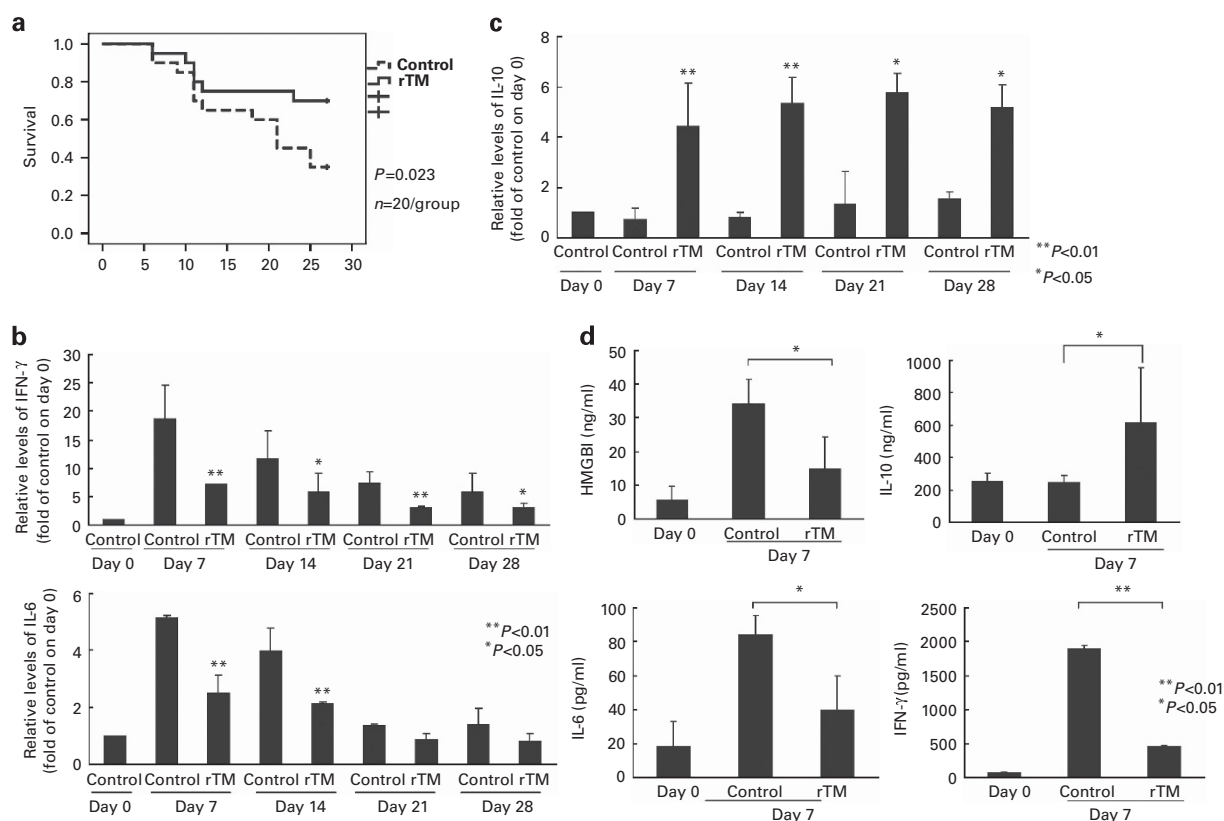 a
Survival
1.0
0.8
0.6
0.4
0.2
0.0
0 5 10 15 20 25 30
Control
rTM
P=0.023
n=20/group
b
Relative levels of IFN-γ
(fold of control on day 0)
30
25
20
15
10
5
0
** * ** *
Control Control rTM Control rTM Control rTM Control rTM
Day 0 Day 7 Day 14 Day 21 Day 28
Relative levels of IL-6
(fold of control on day 0)
6
4
2
0
** **
**P<0.01
*P<0.05
Control Control rTM Control rTM Control rTM Control rTM
Day 0 Day 7 Day 14 Day 21 Day 28
c
Relative levels of IL-10
(fold of control on day 0)
8
6
4
2
0
** ** * *
Control Control rTM Control rTM Control rTM Control rTM
Day 0 Day 7 Day 14 Day 21 Day 28
**P<0.01
*P<0.05
d
HMGBI (ng/ml)
50
40
30
20
10
0
*
Day 0 Control rTM
Day 7
IL-10 (ng/ml)
1000
800
600
400
200
0
*
Day 0 Control rTM
Day 7
IL-6 (pg/ml)
100
80
60
40
20
0
*
Day 0 Control rTM
Day 7
IFN-γ(pg/ml)
2500
2000
1500
1000
500
0
**
**P<0.01
*P<0.05
Day 0 Control rTM
Day 7